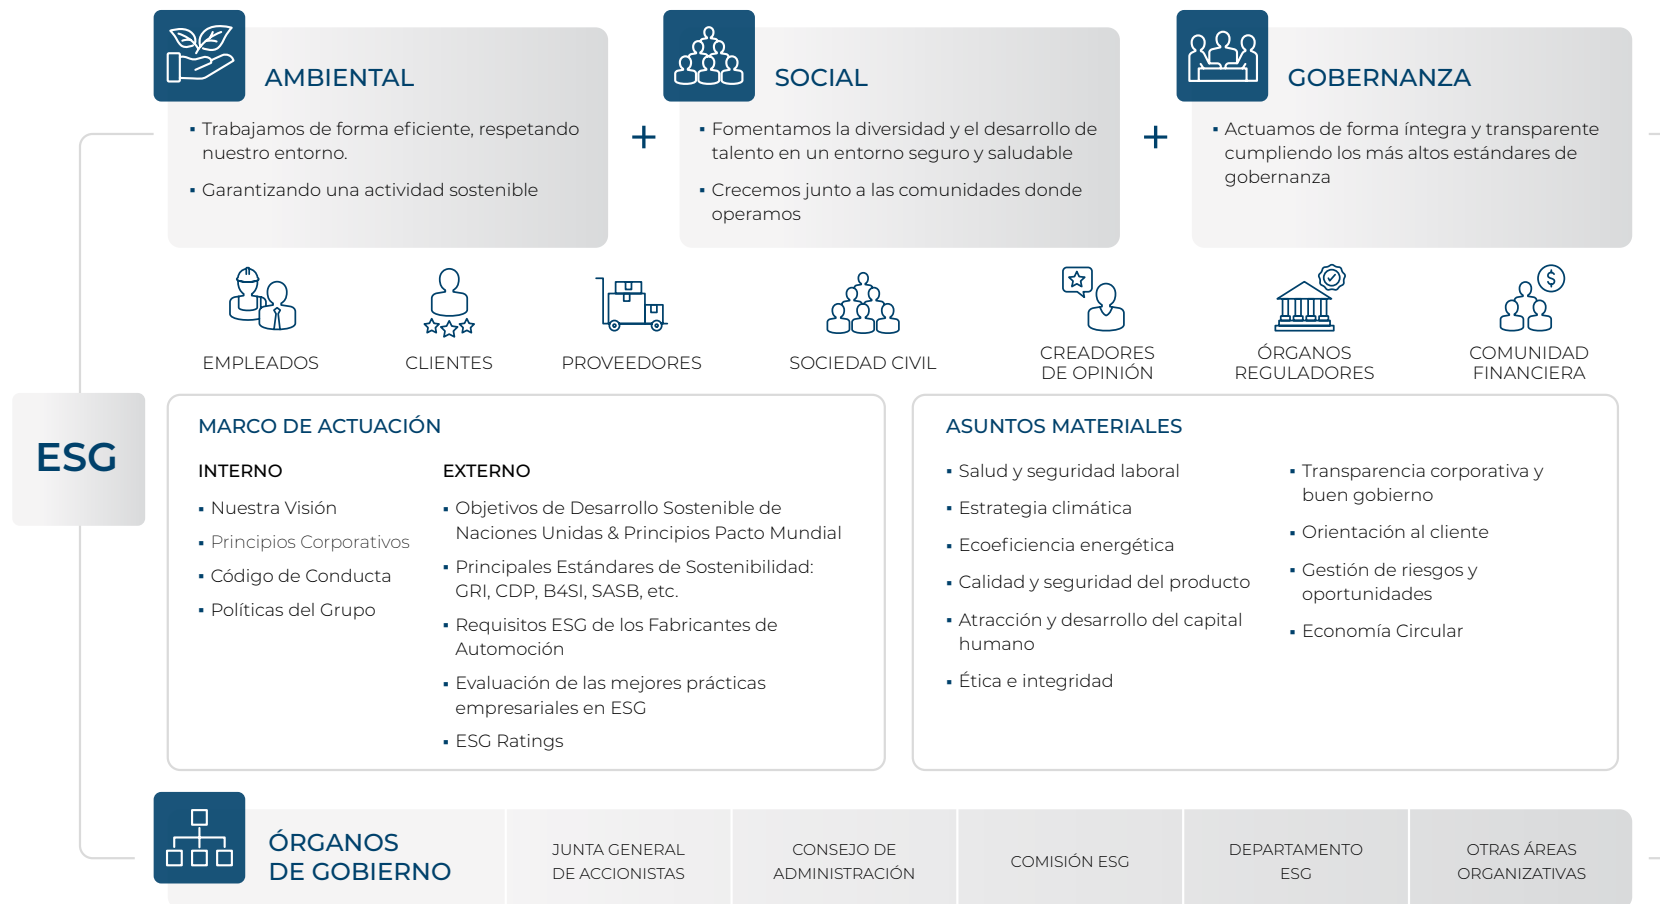 AMBIENTAL
▪ Trabajamos de forma eficiente, respetando
nuestro entorno.
▪ Garantizando una actividad sostenible
+
SOCIAL
▪ Fomentamos la diversidad y el desarrollo de
talento en un entorno seguro y saludable
▪ Crecemos junto a las comunidades donde
operamos
+
GOBERNANZA
▪ Actuamos de forma íntegra y transparente
cumpliendo los más altos estándares de
gobernanza
EMPLEADOS
CLIENTES
PROVEEDORES
SOCIEDAD CIVIL
CREADORES
DE OPINIÓN
ÓRGANOS
REGULADORES
$
COMUNIDAD
FINANCIERA
ESG
MARCO DE ACTUACIÓN
INTERNO
▪ Nuestra Visión
▪ Principios Corporativos
▪ Código de Conducta
▪ Políticas del Grupo
EXTERNO
▪ Objetivos de Desarrollo Sostenible de
Naciones Unidas & Principios Pacto Mundial
▪ Principales Estándares de Sostenibilidad:
GRI, CDP, B4SI, SASB, etc.
▪ Requisitos ESG de los Fabricantes de
Automoción
▪ Evaluación de las mejores prácticas
empresariales en ESG
▪ ESG Ratings
ASUNTOS MATERIALES
▪ Salud y seguridad laboral
▪ Estrategia climática
▪ Ecoeficiencia energética
▪ Calidad y seguridad del producto
▪ Atracción y desarrollo del capital
humano
▪ Ética e integridad
▪ Transparencia corporativa y
buen gobierno
▪ Orientación al cliente
▪ Gestión de riesgos y
oportunidades
▪ Economía Circular
ÓRGANOS
DE GOBIERNO
JUNTA GENERAL
DE ACCIONISTAS
CONSEJO DE
ADMINISTRACIÓN
COMISIÓN ESG
DEPARTAMENTO
ESG
OTRAS ÁREAS
ORGANIZATIVAS